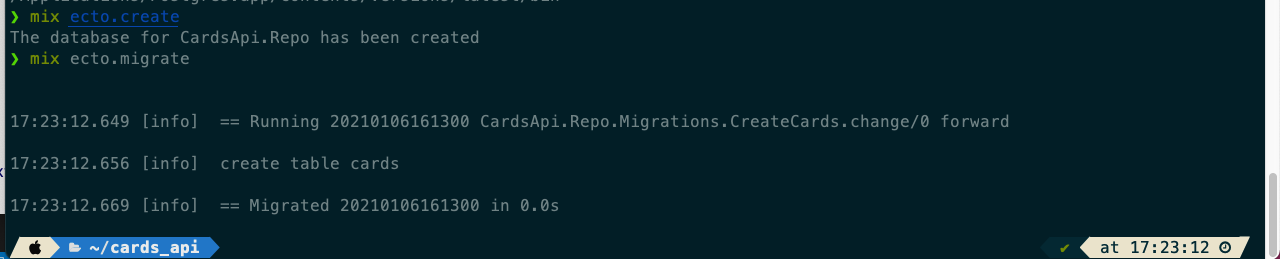 ❯ mix ecto.create
The database for CardsApi.Repo has been created
❯ mix ecto.migrate
17:23:12.649 [info]  == Running 20210106161300 CardsApi.Repo.Migrations.CreateCards.change/0 forward
17:23:12.656 [info]  create table cards
17:23:12.669 [info]  == Migrated 20210106161300 in 0.0s
~/cards_api ✔ at 17:23:12